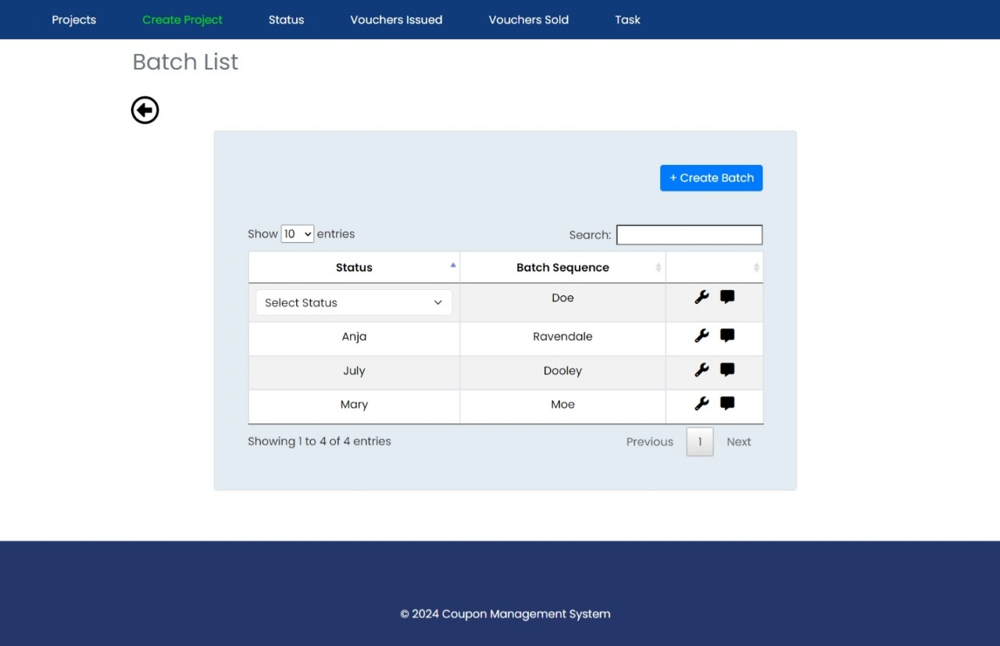 Projects Create Project Status Vouchers Issued Vouchers Sold Task
Batch List
+ Create Batch
Show 10 entries Search:
Status Batch Sequence
Select Status Doe
Anja Ravendale
July Dooley
Mary Moe
Showing 1 to 4 of 4 entries Previous 1 Next
© 2024 Coupon Management System